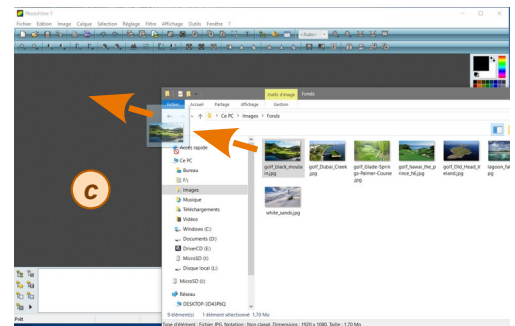 PhotoFiltre 7
Fichier Edition Image Calque Sélection Réglage Filtre Affichage Outils Fenêtre ?
<Auto>
Outils d'image Fonds
Fichier Accueil Partage Affichage Gestion
Ce PC > Images > Fonds
Accès rapide
Ce PC
Bureau
Images
Musique
Téléchargements
Vidéos
Windows (C:)
Documents (D:)
DriverCD (E:)
MicroSD (I:)
Disque local (L:)
MicroSD (I:)
Réseau
DESKTOP-3D43P6Q
golf_black_mountain.jpg
golf_Dubai_Creek.jpg
golf_Blade-Springs-Palmer-Course.jpg
golf_hawai_the_prince_h6.jpg
golf_Old_Head_Ireland.jpg
white_sands.jpg
C
9 élément(s) 1 élément sélectionné 1,70 Mo
Prêt
Type d'élément : Fichier JPG Notation : Non classé Dimensions : 1920 x 1080 Taille : 1,70 Mo